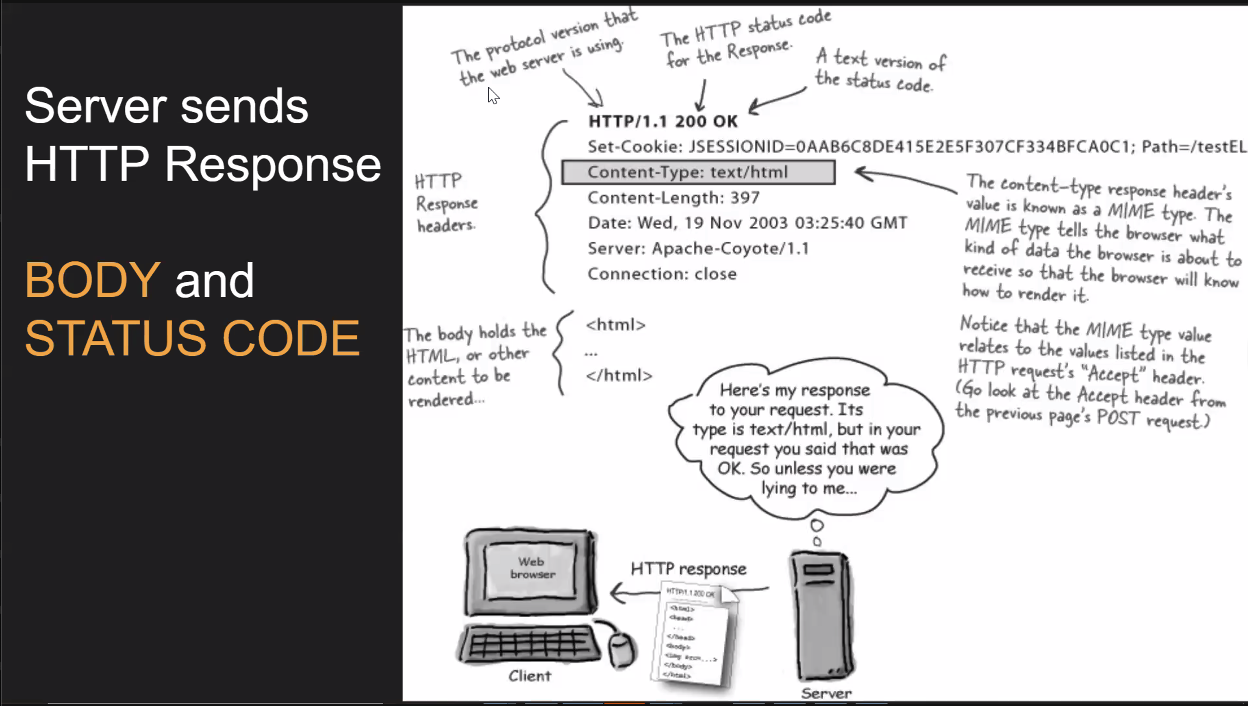 Server sends
HTTP Response
BODY and
STATUS CODE
The protocol version that
the web server is using.
The HTTP status code
for the Response.
A text version of
the status code.
HTTP/1.1 200 OK
Set-Cookie: JSESSIONID=0AAB6C8DE415E2E5F307CF334BFCA0C1; Path=/testEL
Content-Type: text/html
Content-Length: 397
Date: Wed, 19 Nov 2003 03:25:40 GMT
Server: Apache-Coyote/1.1
Connection: close
HTTP
Response
headers.
The content-type response header's
value is known as a MIME type. The
MIME type tells the browser what
kind of data the browser is about to
receive so that the browser will know
how to render it.
Notice that the MIME type value
relates to the values listed in the
HTTP request's "Accept" header.
(Go look at the Accept header from
the previous page's POST request.)
The body holds the
HTML, or other
content to be
rendered...
<html>
...
</html>
Here's my response
to your request. Its
type is text/html, but in your
request you said that was
OK. So unless you were
lying to me...
Web
browser
HTTP response
HTTP/1.1 200 OK
<html>
<head>
...
</head>
<body>
<img src=...>
</body>
</html>
Client
Server